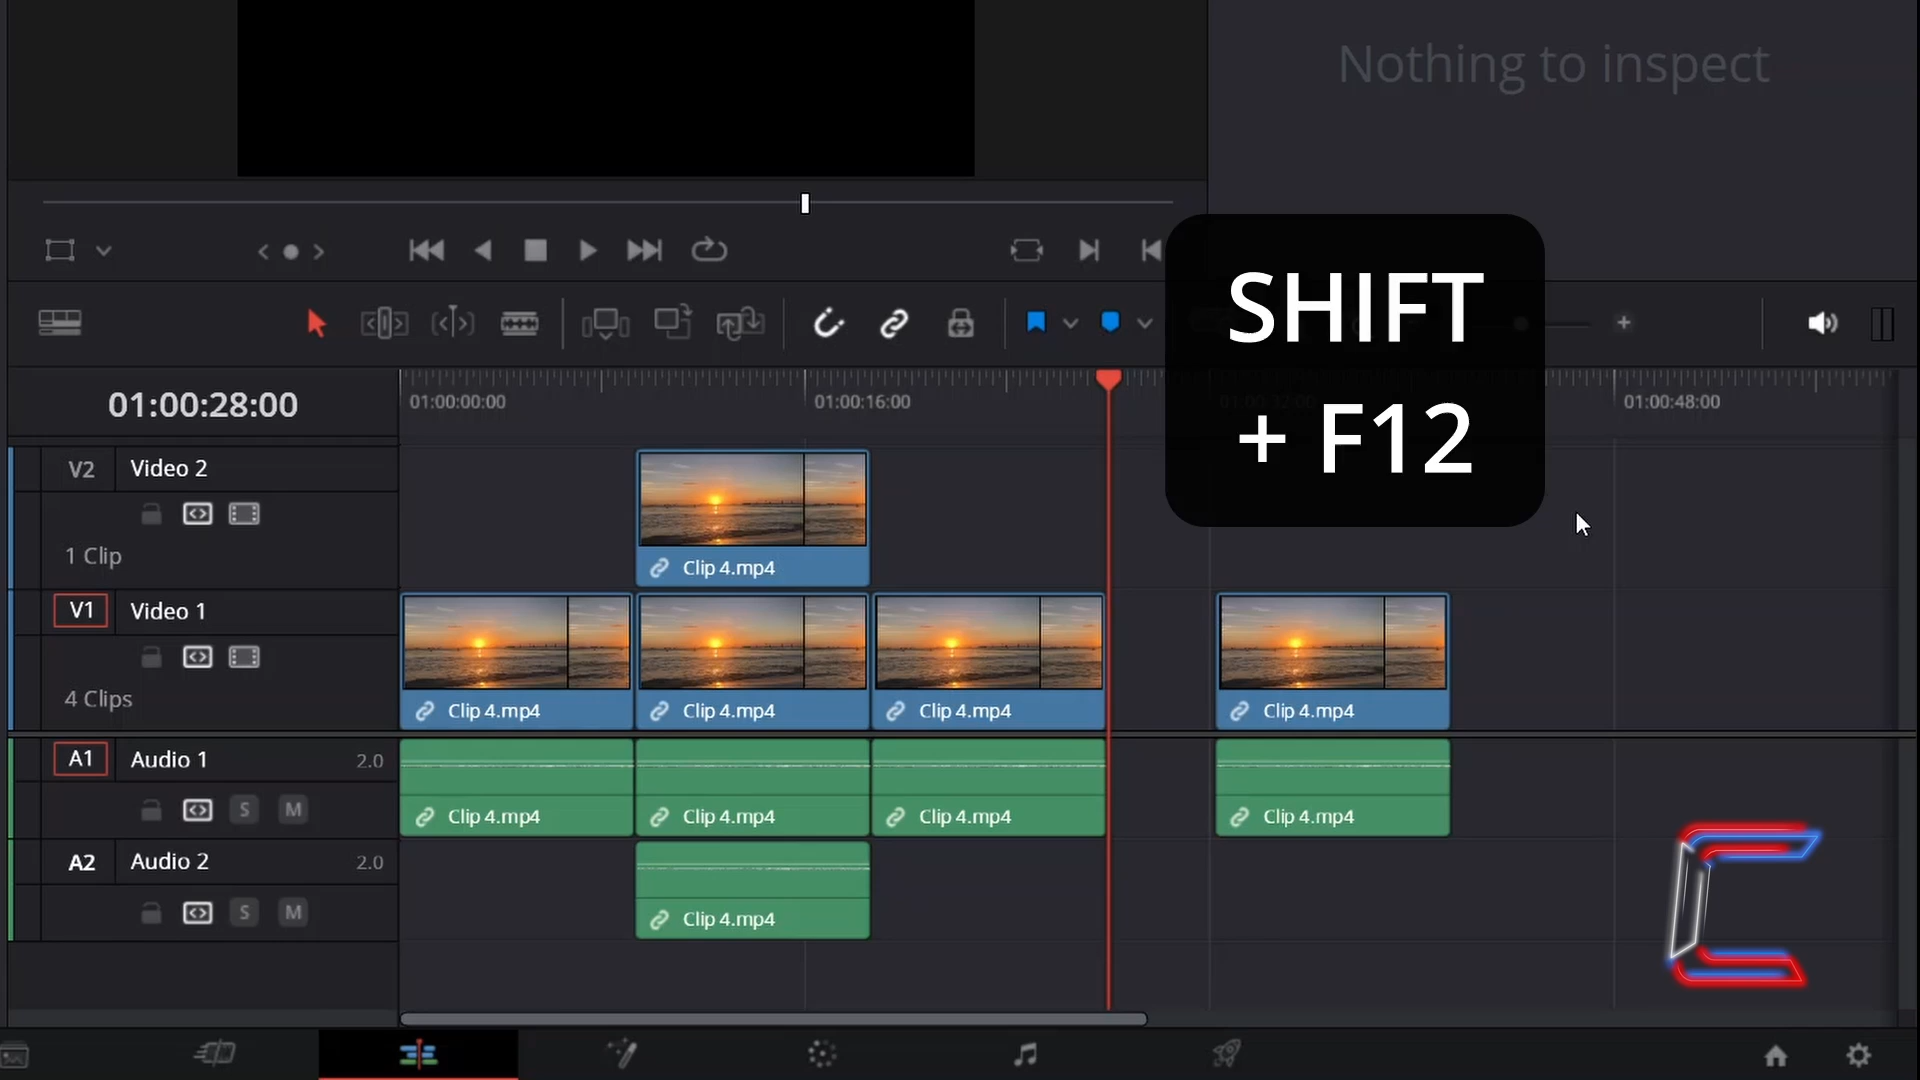 Nothing to inspect
SHIFT
+ F12
01:00:28:00
01:00:00:00
01:00:16:00
01:00:48:00
V2 Video 2
1 Clip
Clip 4.mp4
V1 Video 1
4 Clips
Clip 4.mp4
Clip 4.mp4
Clip 4.mp4
Clip 4.mp4
A1 Audio 1 2.0
S M
Clip 4.mp4
Clip 4.mp4
Clip 4.mp4
Clip 4.mp4
A2 Audio 2 2.0
S M
Clip 4.mp4